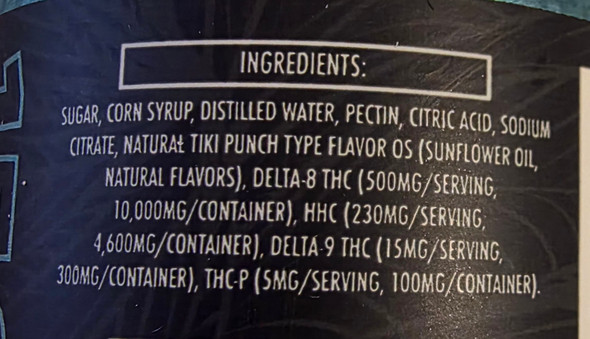 INGREDIENTS:
SUGAR, CORN SYRUP, DISTILLED WATER, PECTIN, CITRIC ACID, SODIUM
CITRATE, NATURAL TIKI PUNCH TYPE FLAVOR OS (SUNFLOWER OIL,
NATURAL FLAVORS), DELTA-8 THC (500MG/SERVING,
10,000MG/CONTAINER), HHC (230MG/SERVING,
4,600MG/CONTAINER), DELTA-9 THC (15MG/SERVING,
300MG/CONTAINER), THC-P (5MG/SERVING, 100MG/CONTAINER).